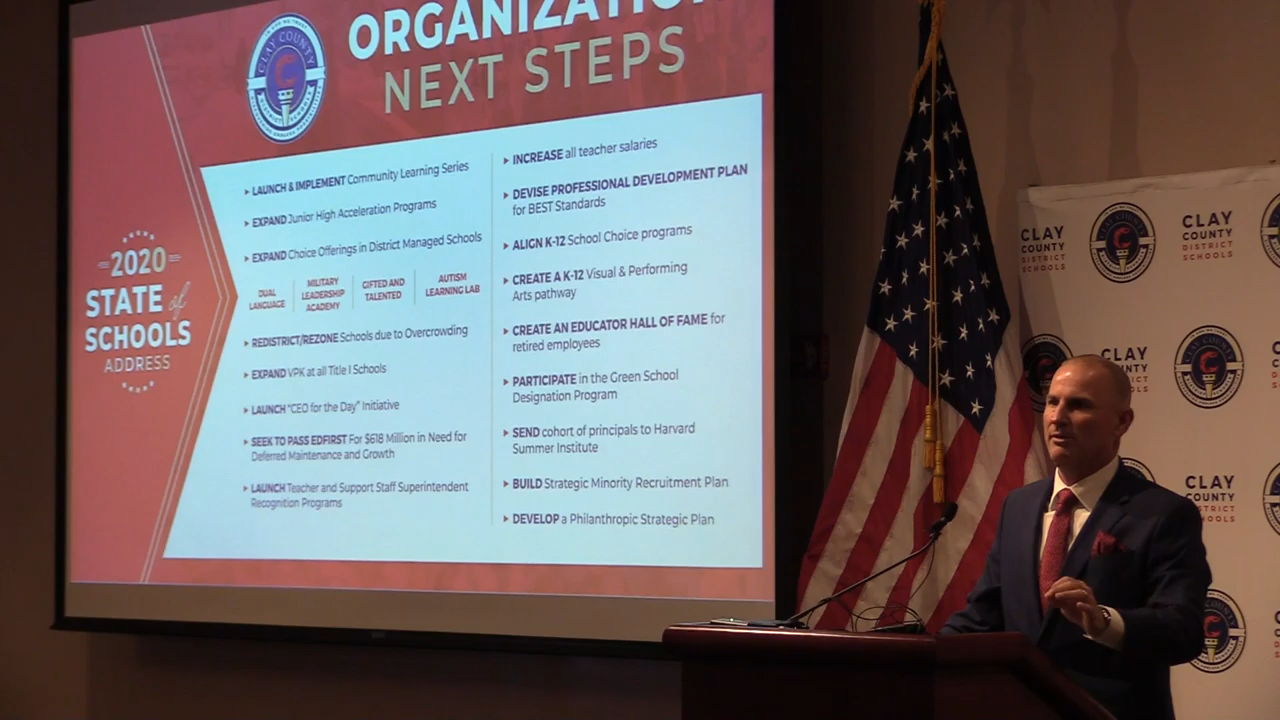 ORGANIZATION
NEXT STEPS
CLAY COUNTY
DISTRICT SCHOOLS
2020
STATE of
SCHOOLS
ADDRESS
LAUNCH & IMPLEMENT Community Learning Series
EXPAND Junior High Acceleration Programs
EXPAND Choice Offerings in District Managed Schools
DUAL
LANGUAGE
MILITARY
LEADERSHIP
ACADEMY
GIFTED AND
TALENTED
AUTISM
LEARNING LAB
REDISTRICT/REZONE Schools due to Overcrowding
EXPAND VPK at all Title I Schools
LAUNCH "CEO for the Day" Initiative
SEEK TO PASS EDFIRST For $618 Million in Need for
Deferred Maintenance and Growth
LAUNCH Teacher and Support Staff Superintendent
Recognition Programs
INCREASE all teacher salaries
DEVISE PROFESSIONAL DEVELOPMENT PLAN
for BEST Standards
ALIGN K-12 School Choice programs
CREATE A K-12 Visual & Performing
Arts pathway
CREATE AN EDUCATOR HALL OF FAME for
retired employees
PARTICIPATE in the Green School
Designation Program
SEND cohort of principals to Harvard
Summer Institute
BUILD Strategic Minority Recruitment Plan
DEVELOP a Philanthropic Strategic Plan
CLAY
COUNTY
DISTRICT
SCHOOLS
CLAY
COUNTY
DISTRICT
SCHOOLS
CLAY
CLAY
COUNTY